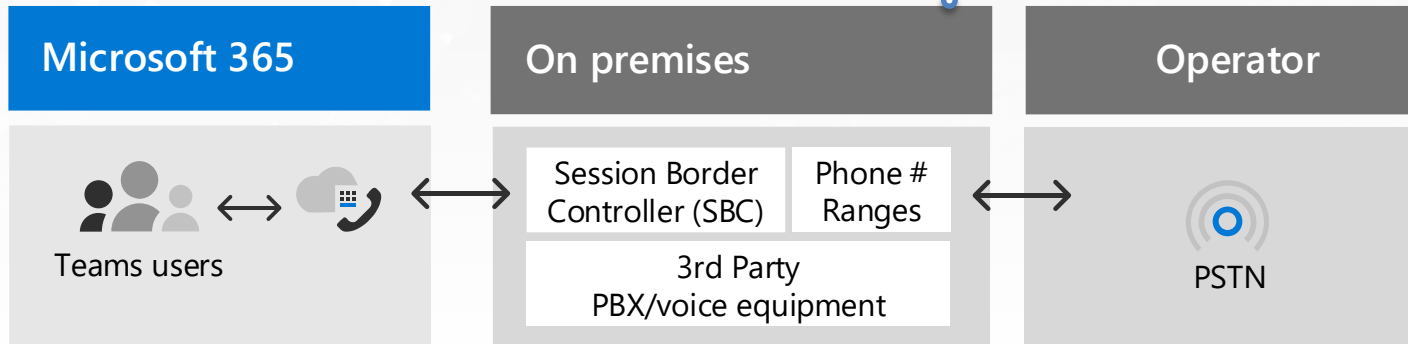 Microsoft 365
On premises
Operator
Teams users
Session Border
Controller (SBC)
Phone #
Ranges
3rd Party
PBX/voice equipment
PSTN